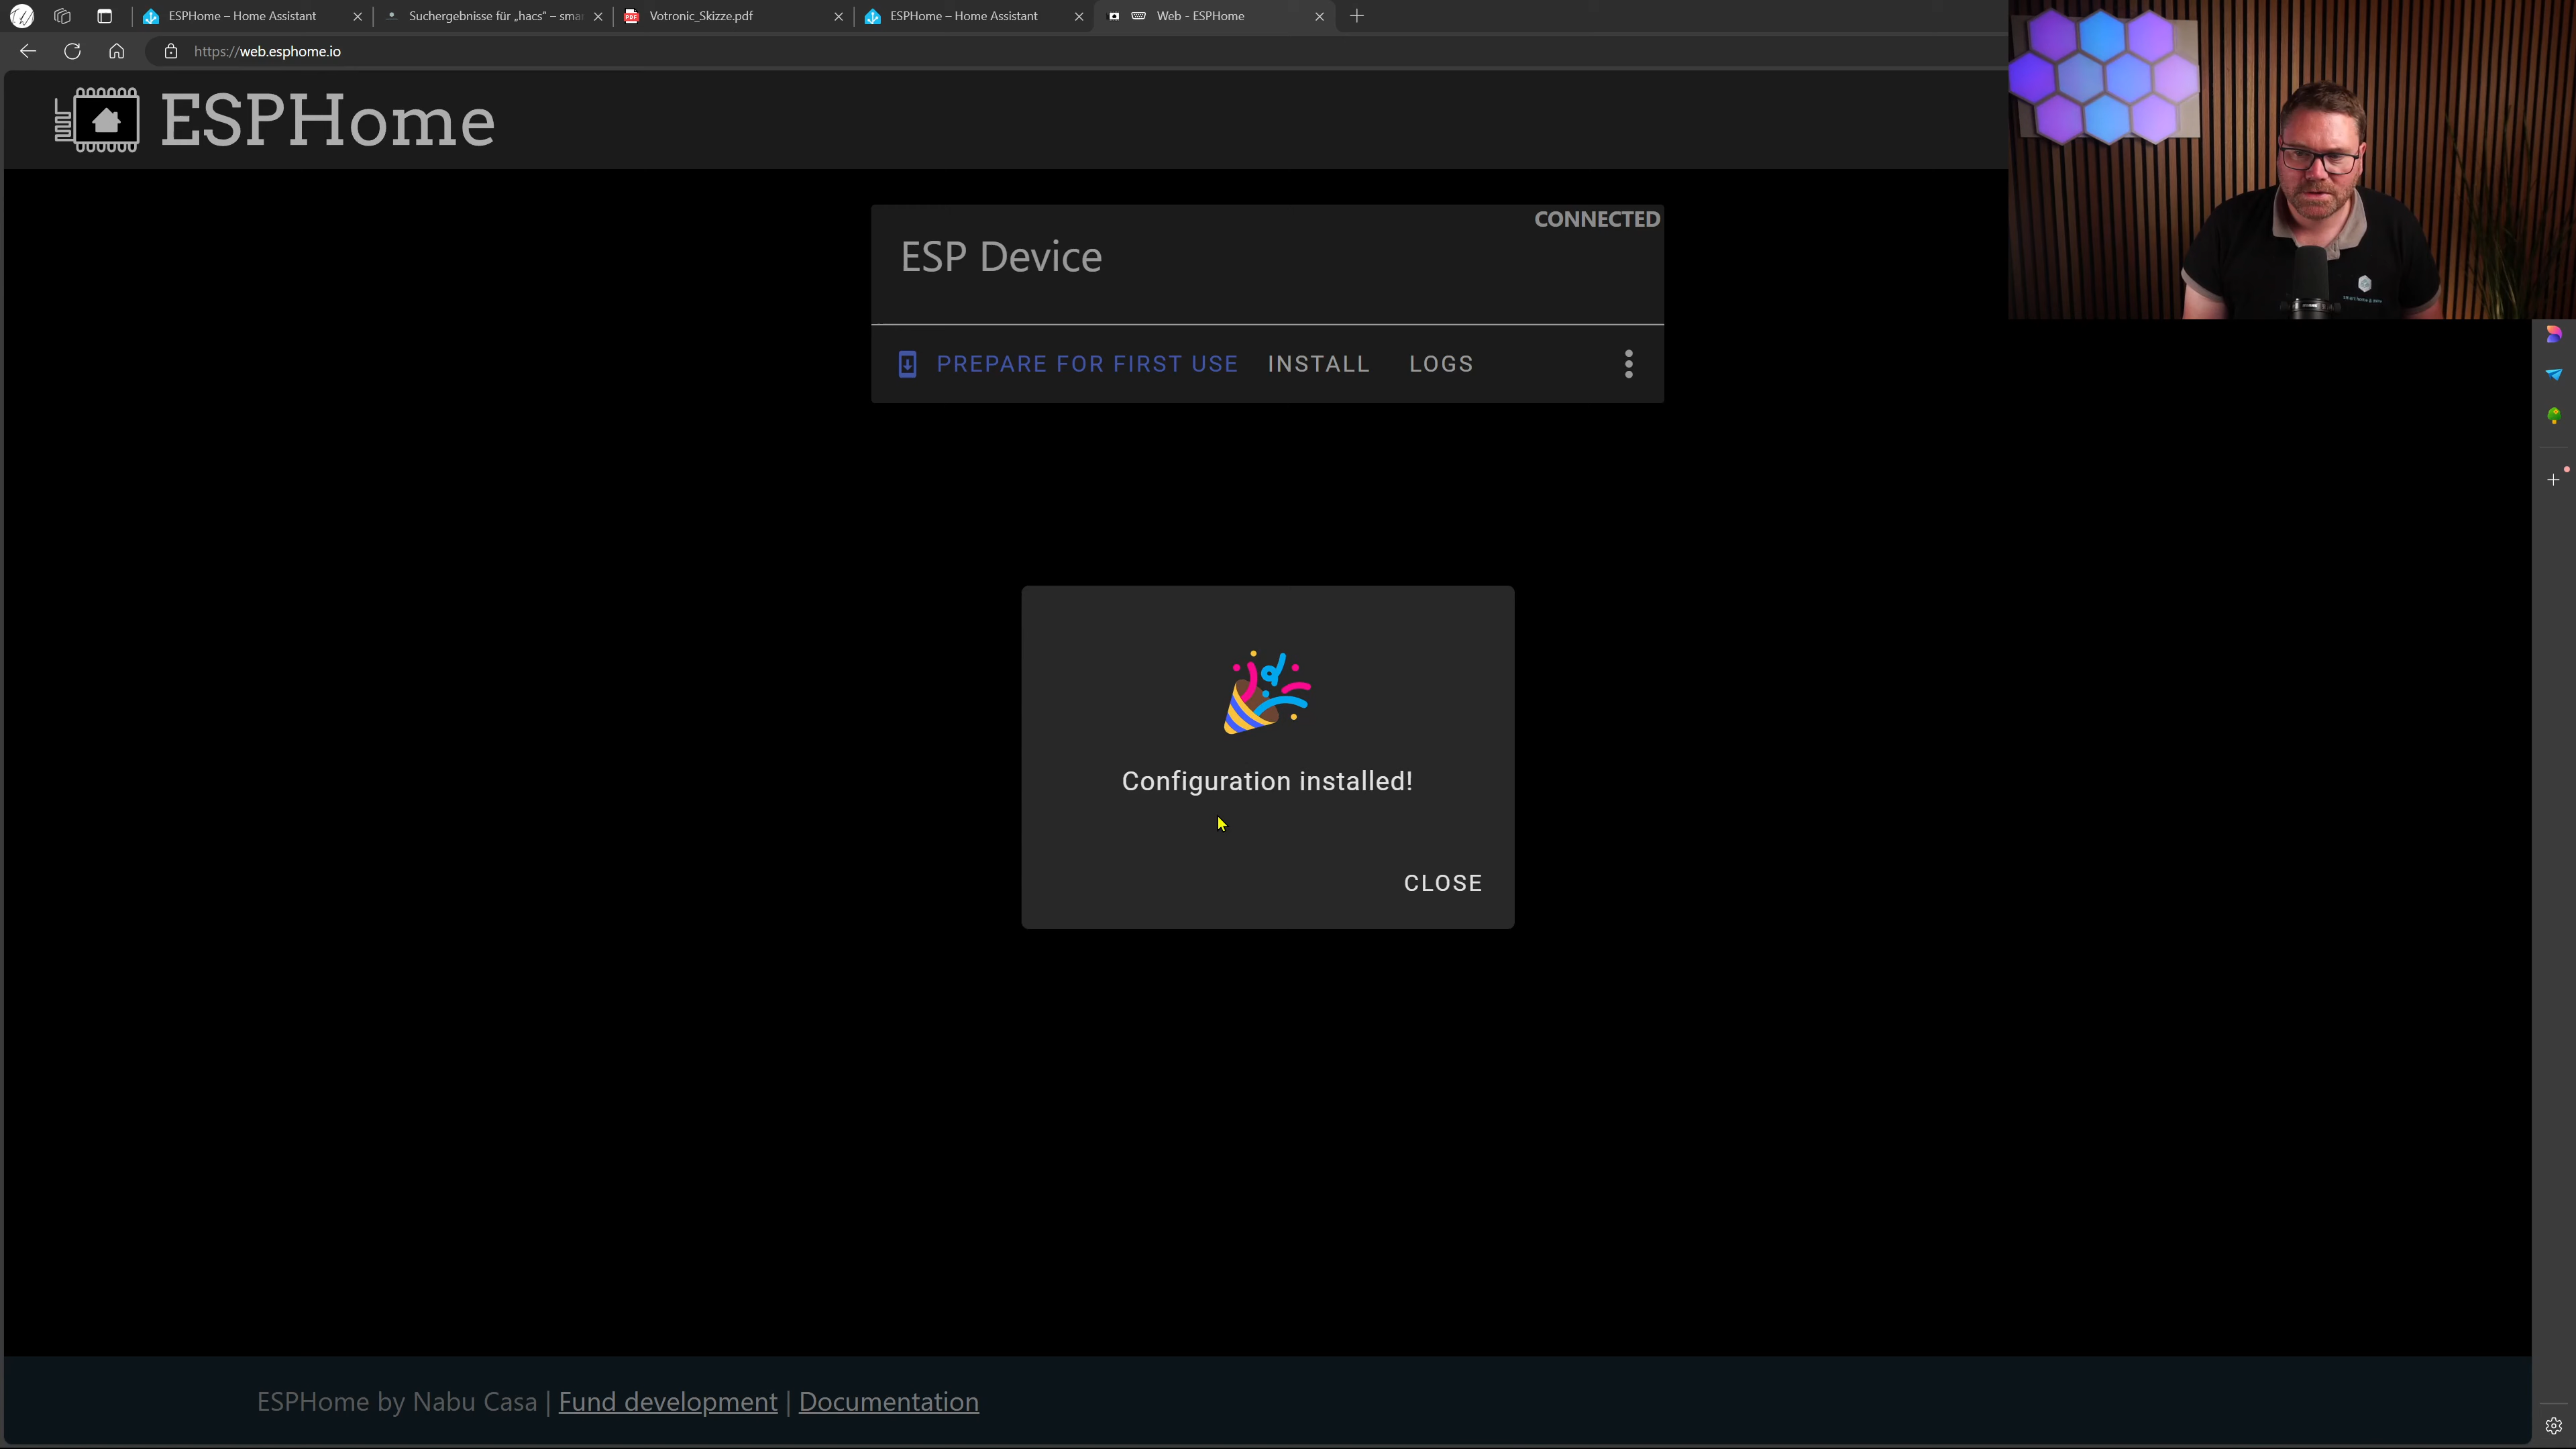 ESPHome – Home Assistant
Suchergebnisse für „hacs“ – sma
Votronic_Skizze.pdf
ESPHome – Home Assistant
Web - ESPHome
https://web.esphome.io
ESPHome
CONNECTED
ESP Device
PREPARE FOR FIRST USE
INSTALL
LOGS
Configuration installed!
CLOSE
ESPHome by Nabu Casa | Fund development | Documentation